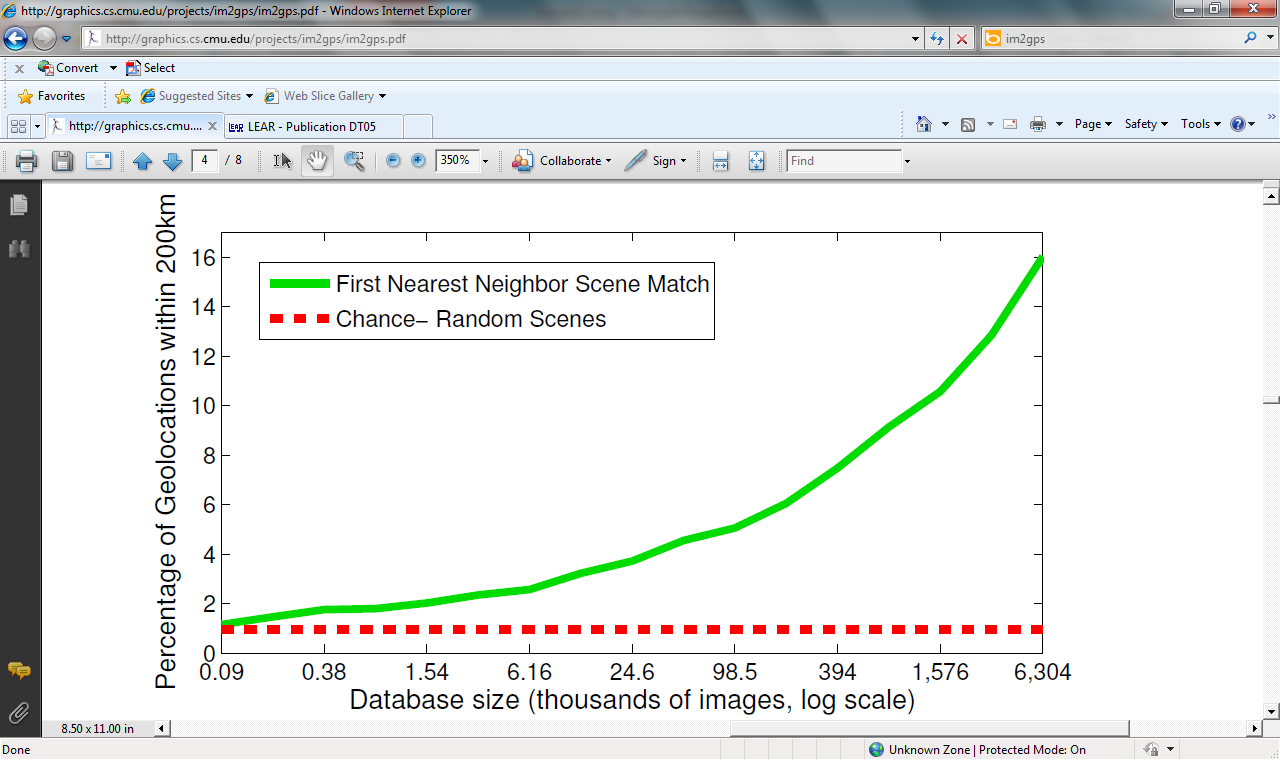 http://graphics.cs.cmu.edu/projects/im2gps/im2gps.pdf - Windows Internet Explorer
http://graphics.cs.cmu.edu/projects/im2gps/im2gps.pdf im2gps
x Convert Select
Favorites Suggested Sites Web Slice Gallery
http://graphics.cs.cmu.... LEAR LEAR - Publication DT05 Page Safety Tools
4 / 8 350% Collaborate Sign Find
Percentage of Geolocations within 200km
16
14
12
10
8
6
4
2
0
First Nearest Neighbor Scene Match
Chance– Random Scenes
0.09 0.38 1.54 6.16 24.6 98.5 394 1,576 6,304
Database size (thousands of images, log scale)
8.50 x 11.00 in
Done Unknown Zone | Protected Mode: On